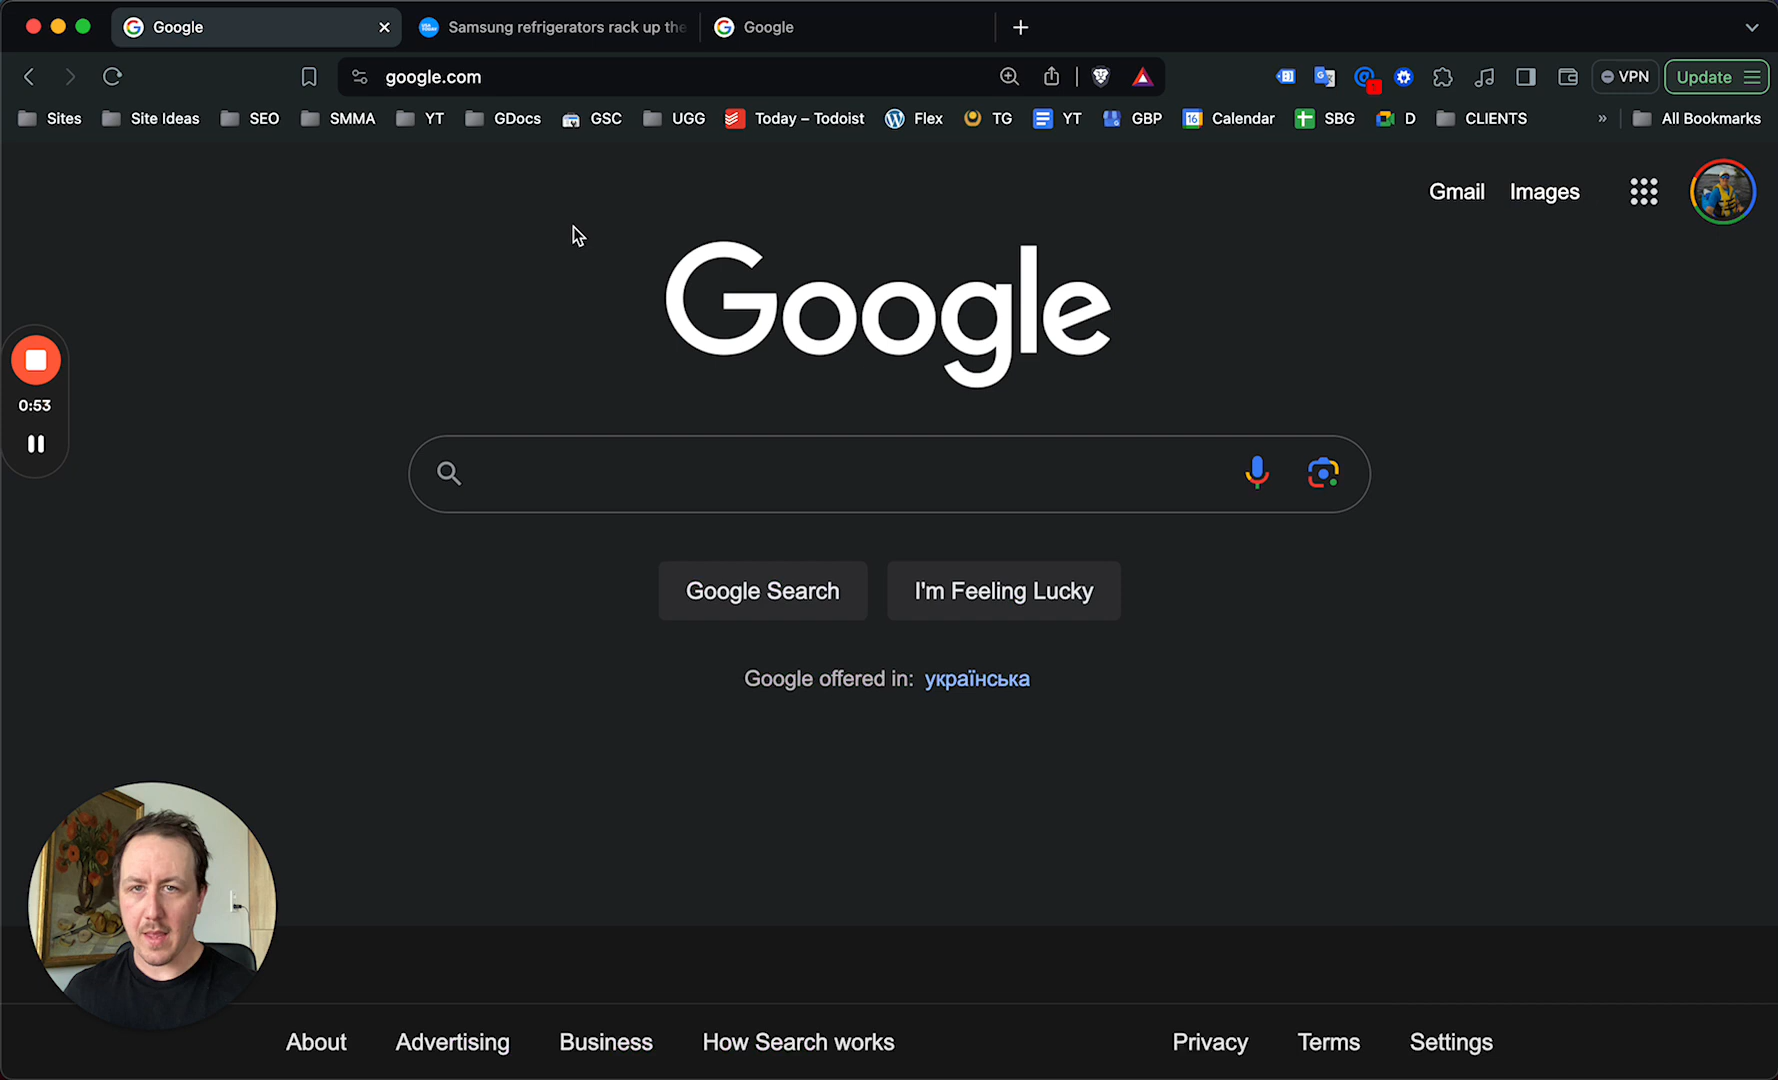 Google
Samsung refrigerators rack up the
Google
google.com
VPN
Update
Sites
Site Ideas
SEO
SMMA
YT
GDocs
GSC
UGG
Today – Todoist
Flex
TG
YT
GBP
16
Calendar
SBG
D
CLIENTS
»
All Bookmarks
Gmail
Images
Google
0:53
Google Search
I'm Feeling Lucky
Google offered in: українська
About
Advertising
Business
How Search works
Privacy
Terms
Settings